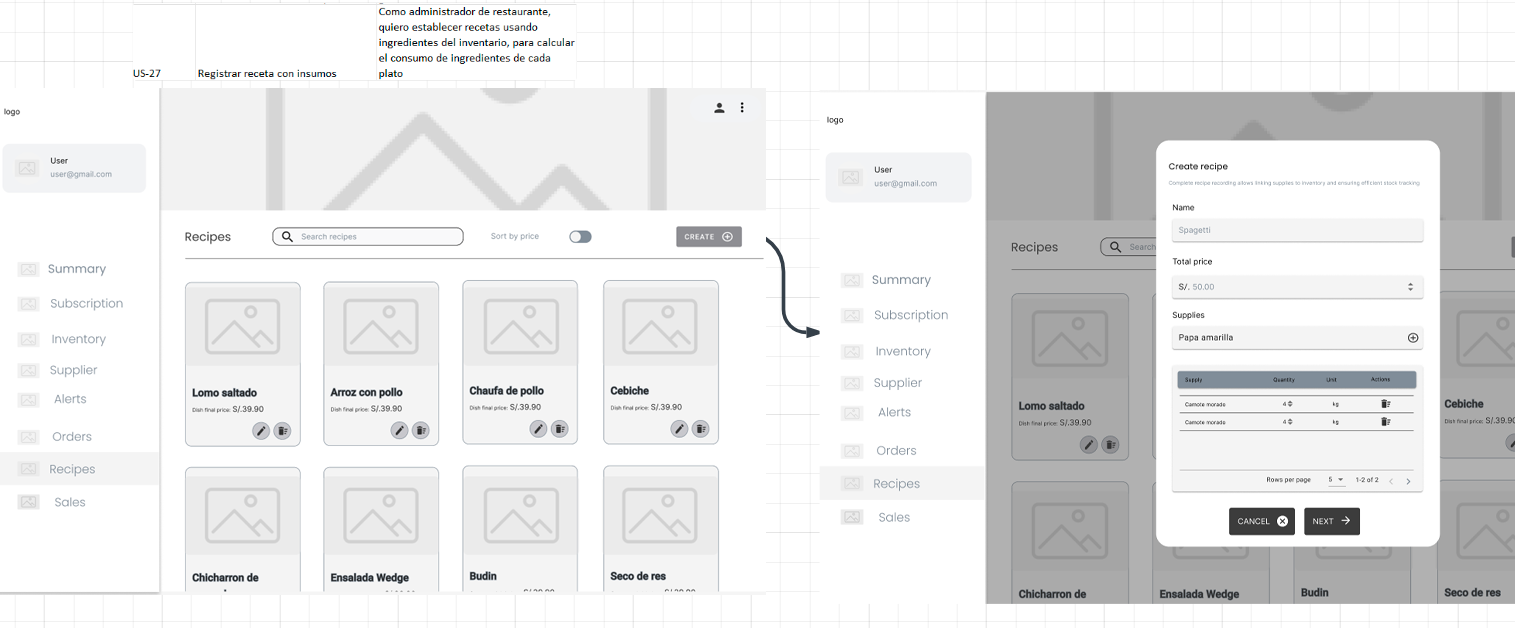 Como administrador de restaurante,
quiero establecer recetas usando
ingredientes del inventario, para calcular
el consumo de ingredientes de cada
US-27 Registrar receta con insumos plato
logo
User
user@gmail.com
Summary
Subscription
Inventory
Supplier
Alerts
Orders
Recipes
Sales
Recipes Search recipes Sort by price CREATE
Lomo saltado Arroz con pollo Chaufa de pollo Cebiche
Dish final price: S/.39.90 Dish final price: S/.39.90 Dish final price: S/.39.90 Dish final price: S/.39.90
Chicharron de Ensalada Wedge Budin Seco de res
logo
User
user@gmail.com
Summary
Subscription
Inventory
Supplier
Alerts
Orders
Recipes
Sales
Recipes Search
Lomo saltado Cebiche
Dish final price: S/.39.90 Dish final price: S/.39.90
Chicharron de Ensalada Wedge Budin Seco de res
Create recipe
Complete recipe recording allows linking supplies to inventory and ensuring efficient stock tracking
Name
Spagetti
Total price
S/. 50.00
Supplies
Papa amarilla
Supply Quantity Unit Actions
Camote morado 4 kg
Camote morado 4 kg
Rows per page 5 1-2 of 2
CANCEL NEXT